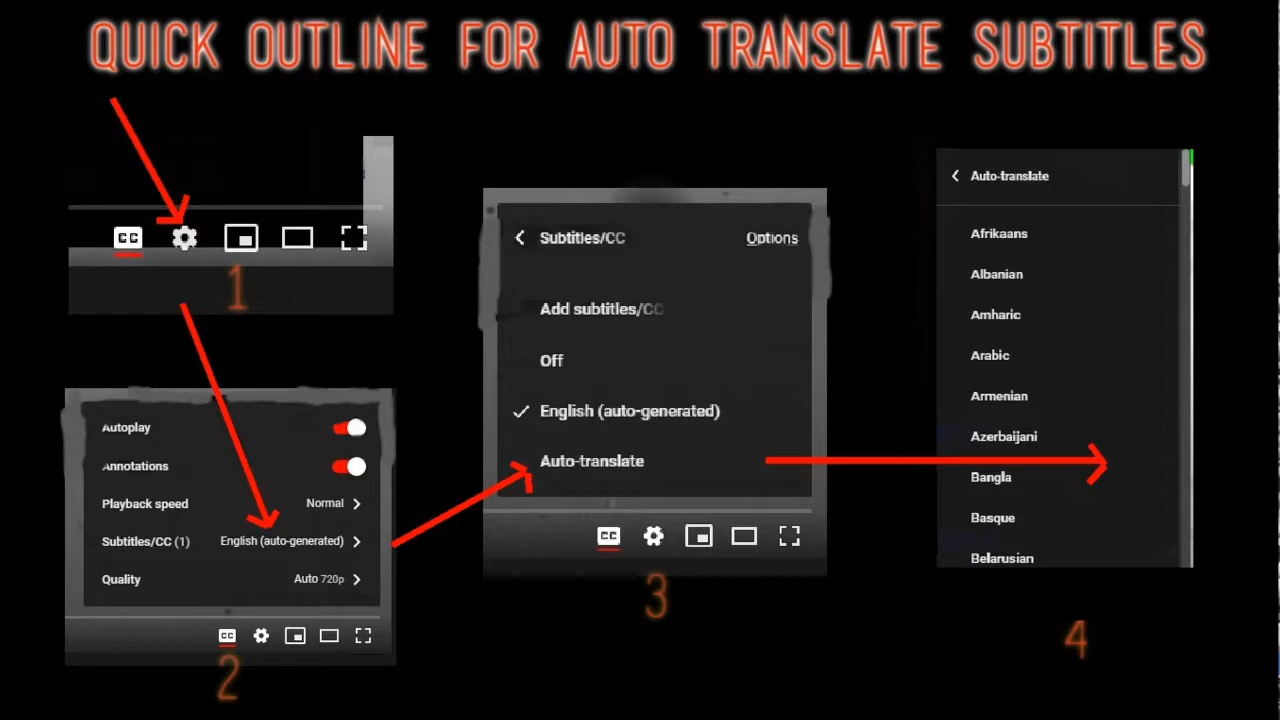 QUICK OUTLINE FOR AUTO TRANSLATE SUBTITLES
CC
1
Autoplay
Annotations
Playback speed Normal
Subtitles/CC (1) English (auto-generated)
Quality Auto 720p
CC
2
Subtitles/CC Options
Add subtitles/CC
Off
English (auto-generated)
Auto-translate
CC
3
Auto-translate
Afrikaans
Albanian
Amharic
Arabic
Armenian
Azerbaijani
Bangla
Basque
Belarusian
4